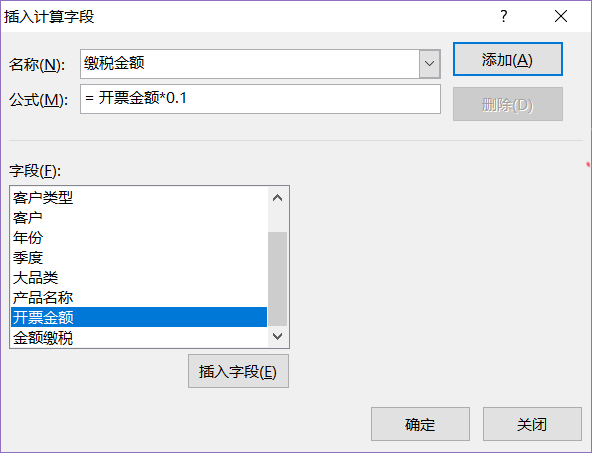 插入计算字段
名称(N):
缴税金额
添加(A)
公式(M):
= 开票金额*0.1
删除(D)
字段(F):
客户类型
客户
年份
季度
大品类
产品名称
开票金额
金额缴税
插入字段(E)
确定
关闭